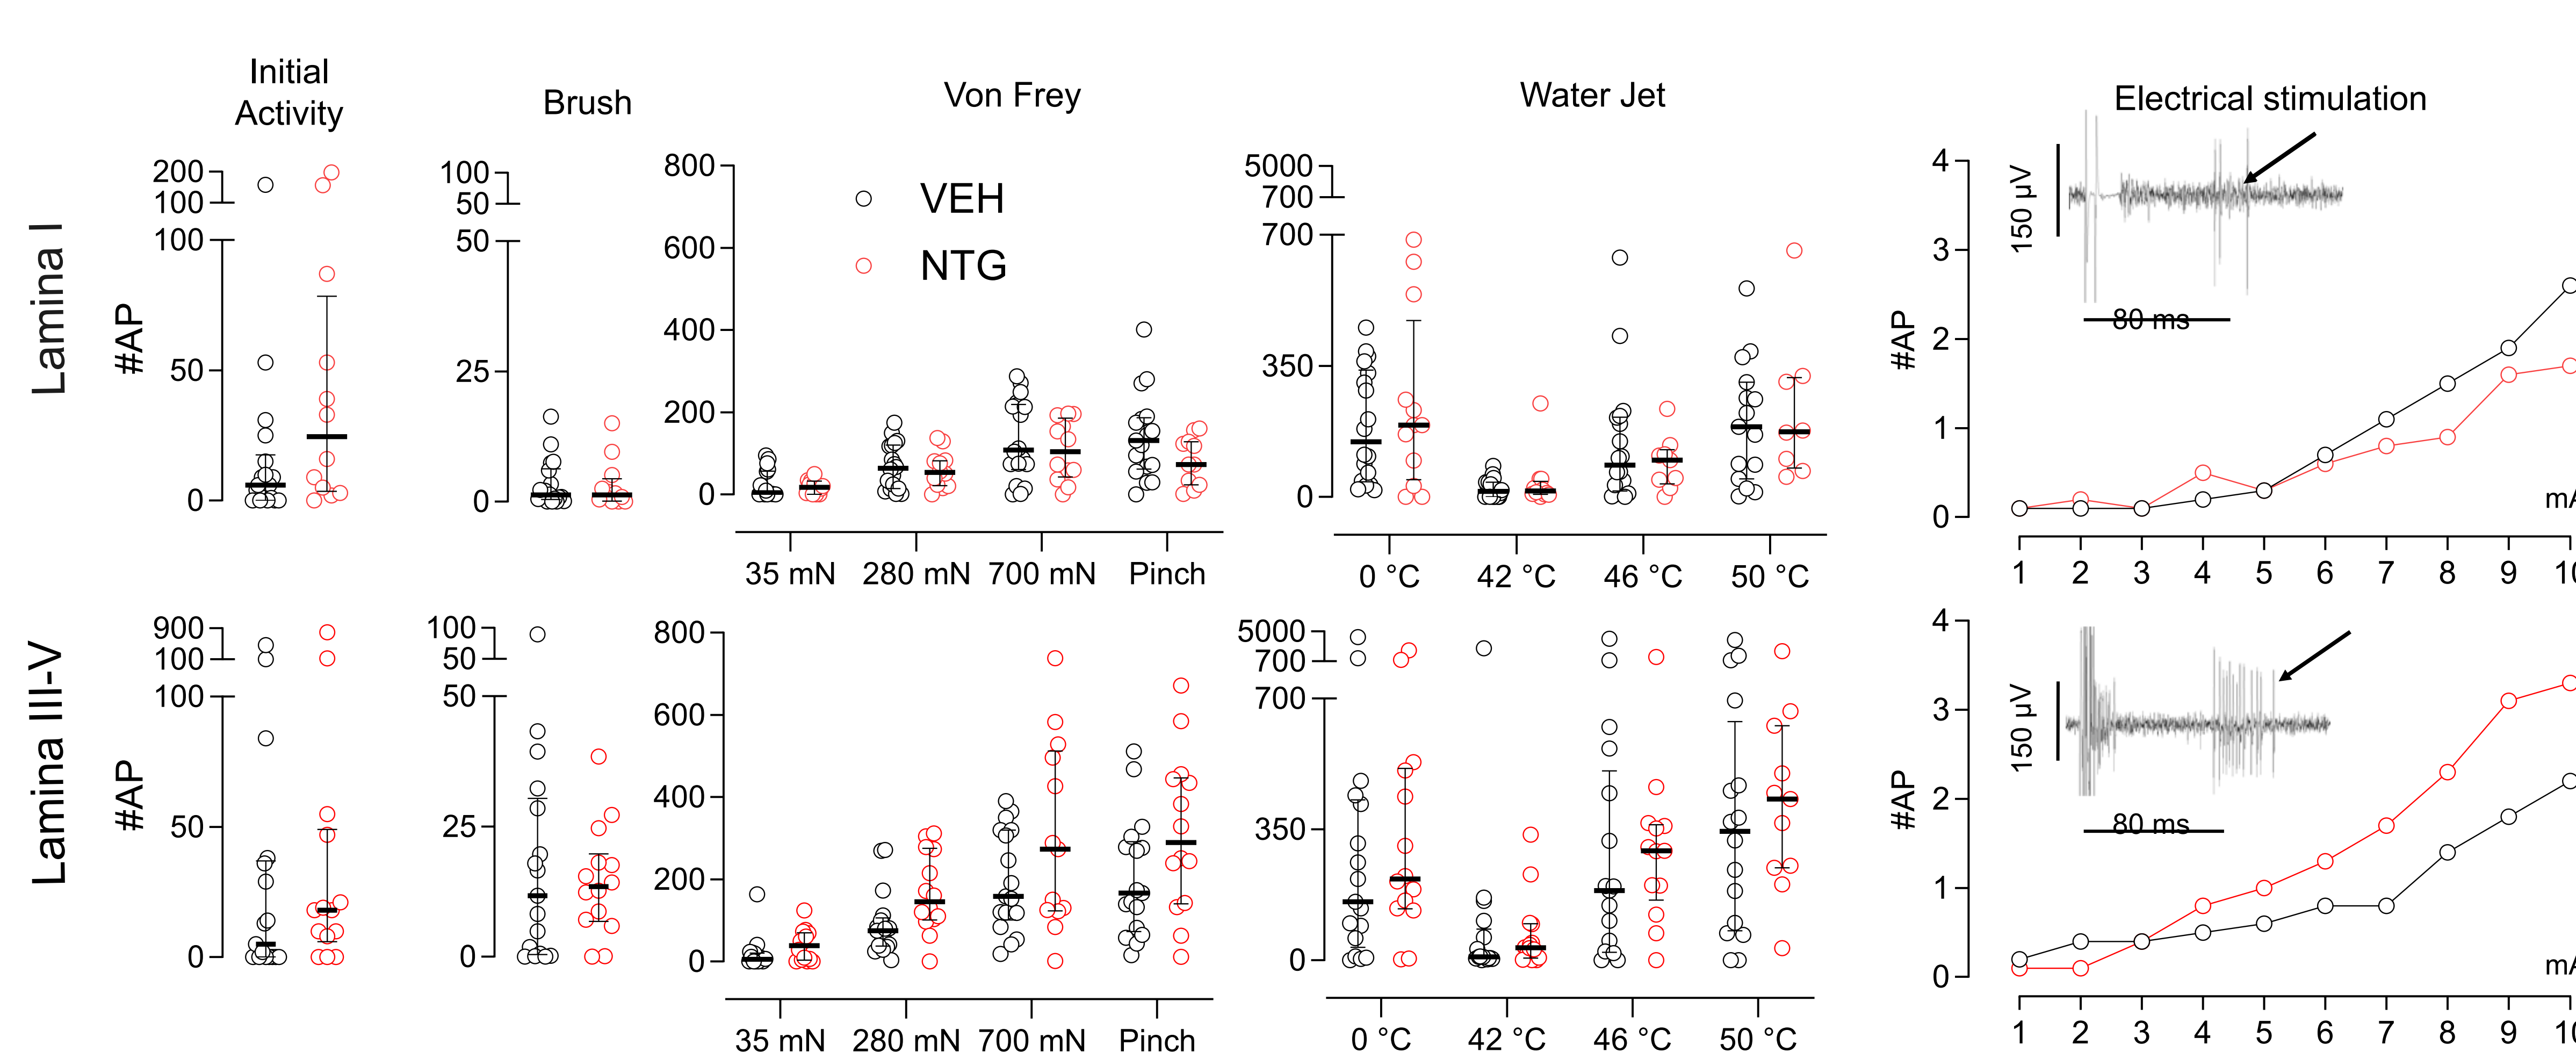 Initial
Activity
Brush
Von Frey
Water Jet
Electrical stimulation
Lamina I
#AP
200
100
100
50
0
100
50
50
25
0
800
600
400
200
0
VEH
NTG
35 mN
280 mN
700 mN
Pinch
5000
700
700
350
0
0 °C
42 °C
46 °C
50 °C
#AP
4
3
2
1
0
150 µV
80 ms
mA
1
2
3
4
5
6
7
8
9
10
Lamina III-V
#AP
900
100
100
50
0
100
50
50
25
0
800
600
400
200
0
35 mN
280 mN
700 mN
Pinch
5000
700
700
350
0
0 °C
42 °C
46 °C
50 °C
#AP
4
3
2
1
0
150 µV
80 ms
mA
1
2
3
4
5
6
7
8
9
10